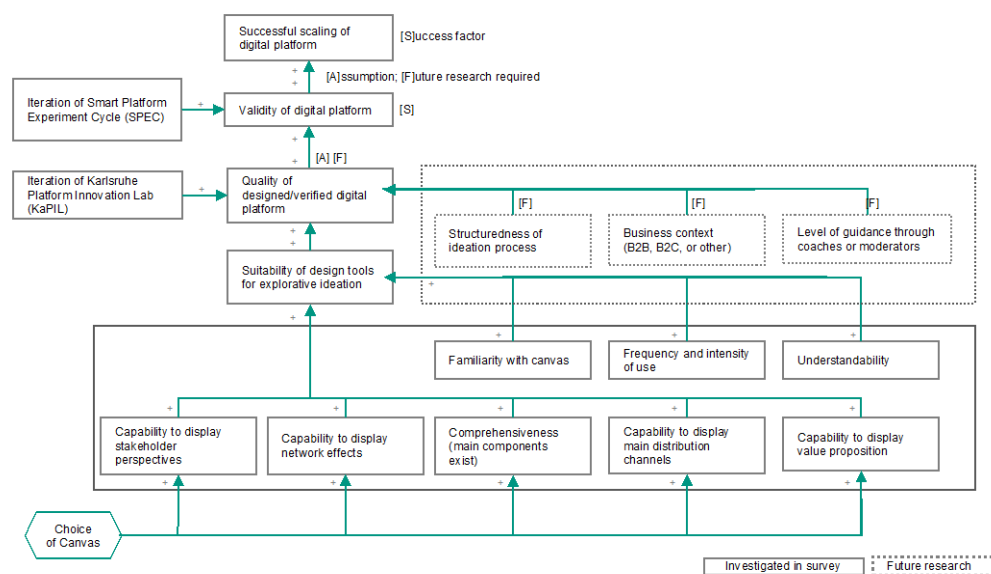 Successful scaling of
digital platform
[S]uccess factor
+
+
[A]ssumption; [F]uture research required
Iteration of Smart Platform
Experiment Cycle (SPEC)
+
Validity of digital platform
[S]
+
+
[A] [F]
Iteration of Karlsruhe
Platform Innovation Lab
(KaPIL)
+
Quality of
designed/verified digital
platform
[F]
[F]
[F]
Structuredness of
ideation process
Business context
(B2B, B2C, or other)
Level of guidance through
coaches or moderators
+
+
Suitability of design tools
for explorative ideation
+
+
+
+
+
Familiarity with canvas
Frequency and intensity
of use
Understandability
+
+
+
+
+
Capability to display
stakeholder
perspectives
Capability to display
network effects
Comprehensiveness
(main components
exist)
Capability to display
main distribution
channels
Capability to display
value proposition
+
+
+
+
+
Choice
of Canvas
Investigated in survey
Future research